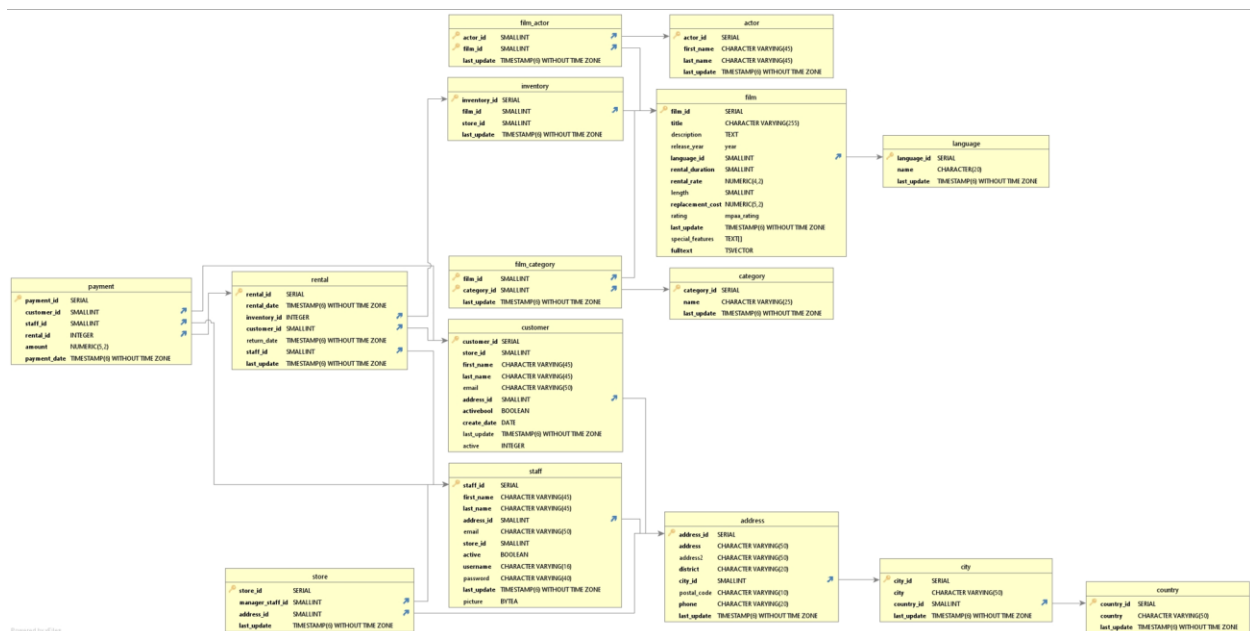 film_actor
actor_id SMALLINT
film_id SMALLINT
last_update TIMESTAMP(6) WITHOUT TIME ZONE
actor
actor_id SERIAL
first_name CHARACTER VARYING(45)
last_name CHARACTER VARYING(45)
last_update TIMESTAMP(6) WITHOUT TIME ZONE
inventory
inventory_id SERIAL
film_id SMALLINT
store_id SMALLINT
last_update TIMESTAMP(6) WITHOUT TIME ZONE
film
film_id SERIAL
title CHARACTER VARYING(255)
description TEXT
release_year year
language_id SMALLINT
rental_duration SMALLINT
rental_rate NUMERIC(4,2)
length SMALLINT
replacement_cost NUMERIC(5,2)
rating mpaa_rating
last_update TIMESTAMP(6) WITHOUT TIME ZONE
special_features TEXT[]
fulltext TSVECTOR
language
language_id SERIAL
name CHARACTER(20)
last_update TIMESTAMP(6) WITHOUT TIME ZONE
film_category
film_id SMALLINT
category_id SMALLINT
last_update TIMESTAMP(6) WITHOUT TIME ZONE
category
category_id SERIAL
name CHARACTER VARYING(25)
last_update TIMESTAMP(6) WITHOUT TIME ZONE
payment
payment_id SERIAL
customer_id SMALLINT
staff_id SMALLINT
rental_id INTEGER
amount NUMERIC(5,2)
payment_date TIMESTAMP(6) WITHOUT TIME ZONE
rental
rental_id SERIAL
rental_date TIMESTAMP(6) WITHOUT TIME ZONE
inventory_id INTEGER
customer_id SMALLINT
return_date TIMESTAMP(6) WITHOUT TIME ZONE
staff_id SMALLINT
last_update TIMESTAMP(6) WITHOUT TIME ZONE
customer
customer_id SERIAL
store_id SMALLINT
first_name CHARACTER VARYING(45)
last_name CHARACTER VARYING(45)
email CHARACTER VARYING(50)
address_id SMALLINT
activebool BOOLEAN
create_date DATE
last_update TIMESTAMP(6) WITHOUT TIME ZONE
active INTEGER
staff
staff_id SERIAL
first_name CHARACTER VARYING(45)
last_name CHARACTER VARYING(45)
address_id SMALLINT
email CHARACTER VARYING(50)
store_id SMALLINT
active BOOLEAN
username CHARACTER VARYING(16)
password CHARACTER VARYING(40)
last_update TIMESTAMP(6) WITHOUT TIME ZONE
picture BYTEA
store
store_id SERIAL
manager_staff_id SMALLINT
address_id SMALLINT
last_update TIMESTAMP(6) WITHOUT TIME ZONE
address
address_id SERIAL
address CHARACTER VARYING(50)
address2 CHARACTER VARYING(50)
district CHARACTER VARYING(20)
city_id SMALLINT
postal_code CHARACTER VARYING(10)
phone CHARACTER VARYING(20)
last_update TIMESTAMP(6) WITHOUT TIME ZONE
city
city_id SERIAL
city CHARACTER VARYING(50)
country_id SMALLINT
last_update TIMESTAMP(6) WITHOUT TIME ZONE
country
country_id SERIAL
country CHARACTER VARYING(50)
last_update TIMESTAMP(6) WITHOUT TIME ZONE